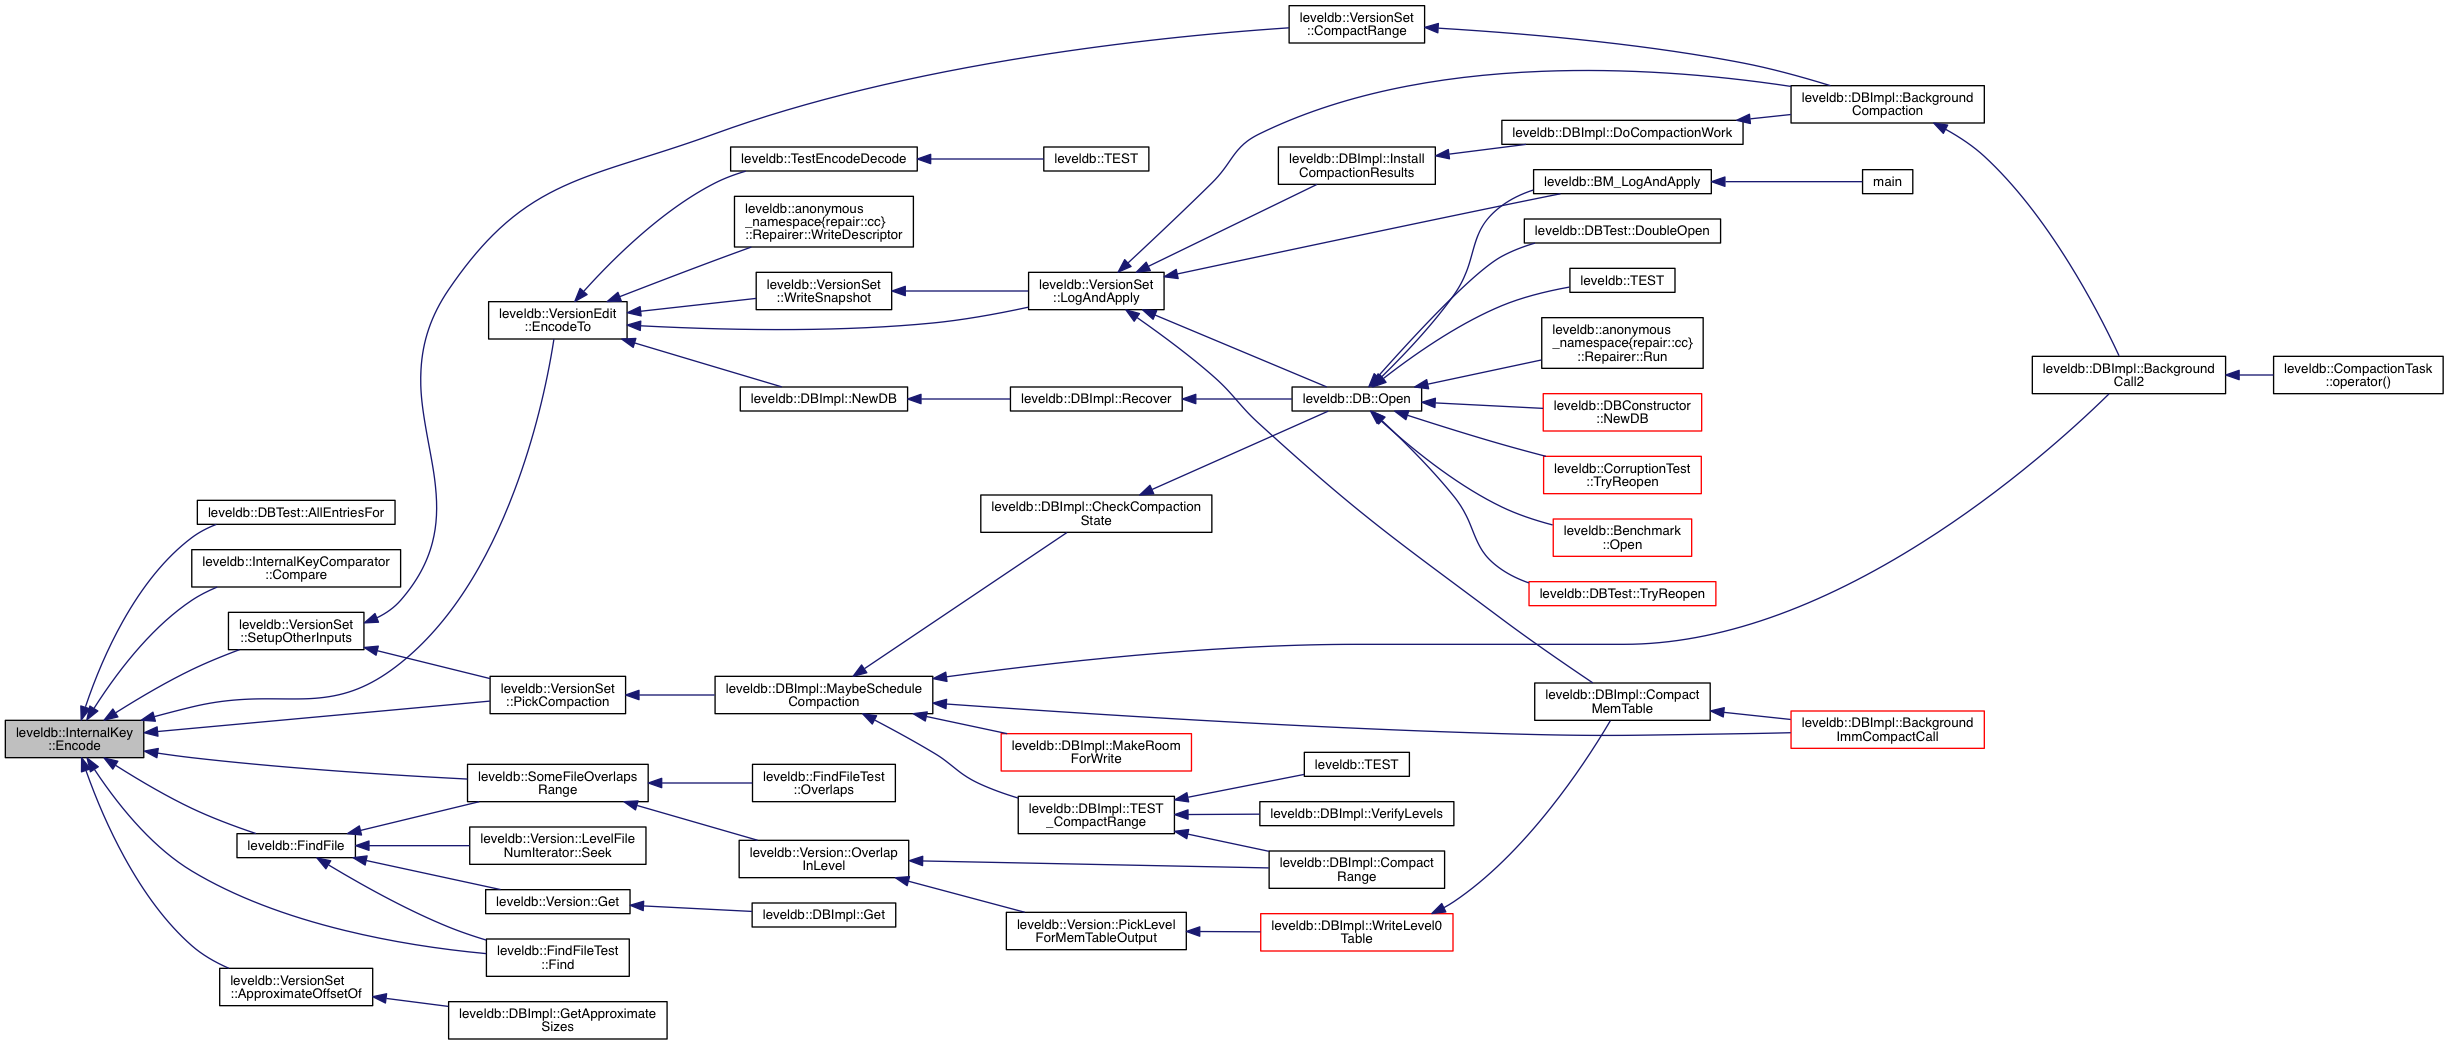 leveldb::VersionSet
::CompactRange
leveldb::DBImpl::Background
Compaction
leveldb::DBImpl::DoCompactionWork
leveldb::TestEncodeDecode
leveldb::TEST
leveldb::DBImpl::Install
CompactionResults
leveldb::BM_LogAndApply
main
leveldb::anonymous
_namespace{repair::cc}
::Repairer::WriteDescriptor
leveldb::DBTest::DoubleOpen
leveldb::VersionSet
::WriteSnapshot
leveldb::VersionSet
::LogAndApply
leveldb::TEST
leveldb::VersionEdit
::EncodeTo
leveldb::anonymous
_namespace{repair::cc}
::Repairer::Run
leveldb::DBImpl::Background
Call2
leveldb::CompactionTask
::operator()
leveldb::DBImpl::NewDB
leveldb::DBImpl::Recover
leveldb::DB::Open
leveldb::DBConstructor
::NewDB
leveldb::CorruptionTest
::TryReopen
leveldb::DBTest::AllEntriesFor
leveldb::DBImpl::CheckCompaction
State
leveldb::Benchmark
::Open
leveldb::InternalKeyComparator
::Compare
leveldb::DBTest::TryReopen
leveldb::VersionSet
::SetupOtherInputs
leveldb::VersionSet
::PickCompaction
leveldb::DBImpl::MaybeSchedule
Compaction
leveldb::DBImpl::Compact
MemTable
leveldb::InternalKey
::Encode
leveldb::DBImpl::MakeRoom
ForWrite
leveldb::DBImpl::Background
ImmCompactCall
leveldb::SomeFileOverlaps
Range
leveldb::FindFileTest
::Overlaps
leveldb::TEST
leveldb::DBImpl::TEST
_CompactRange
leveldb::DBImpl::VerifyLevels
leveldb::FindFile
leveldb::Version::LevelFile
NumIterator::Seek
leveldb::Version::Overlap
InLevel
leveldb::DBImpl::Compact
Range
leveldb::Version::Get
leveldb::DBImpl::Get
leveldb::Version::PickLevel
ForMemTableOutput
leveldb::DBImpl::WriteLevel0
Table
leveldb::FindFileTest
::Find
leveldb::VersionSet
::ApproximateOffsetOf
leveldb::DBImpl::GetApproximate
Sizes